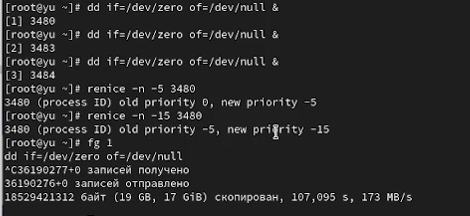 [root@yu ~]# dd if=/dev/zero of=/dev/null &
[1] 3480
[root@yu ~]# dd if=/dev/zero of=/dev/null &
[2] 3483
[root@yu ~]# dd if=/dev/zero of=/dev/null &
[3] 3484
[root@yu ~]# renice -n -5 3480
3480 (process ID) old priority 0, new priority -5
[root@yu ~]# renice -n -15 3480
3480 (process ID) old priority -5, new priority -15
[root@yu ~]# fg 1
dd if=/dev/zero of=/dev/null
^C36190277+0 записей получено
36190276+0 записей отправлено
18529421312 байт (19 GB, 17 GiB) скопирован, 107,095 s, 173 MB/s